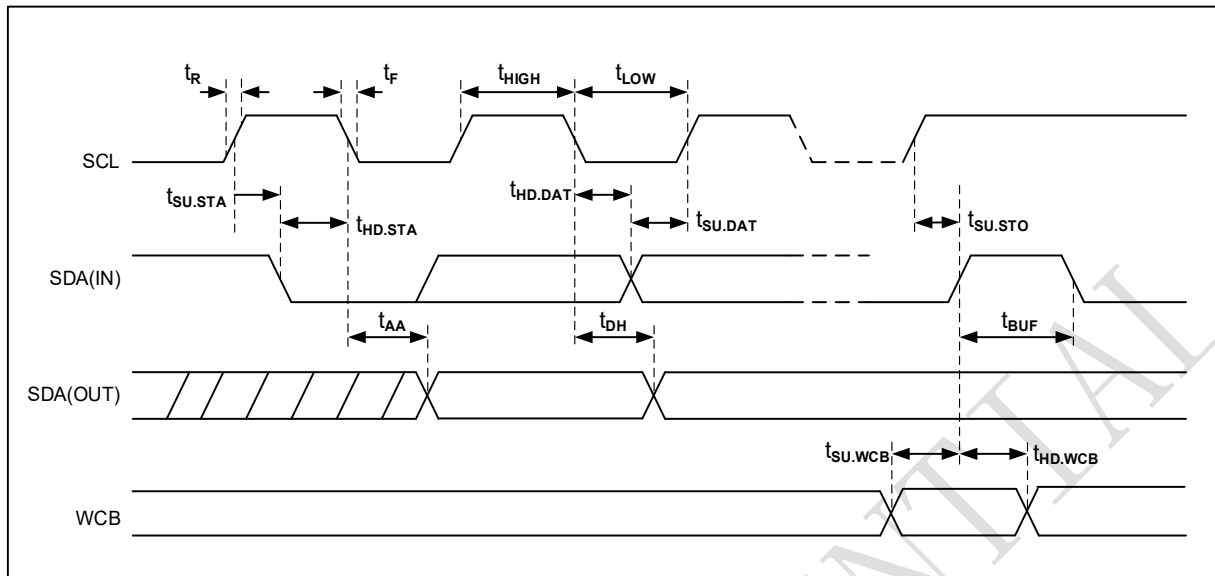 tR
tF
tHIGH
tLOW
SCL
tSU.STA
tHD.STA
tHD.DAT
tSU.DAT
tSU.STO
SDA(IN)
tAA
tDH
tBUF
SDA(OUT)
tSU.WCB
tHD.WCB
WCB
NTIAL